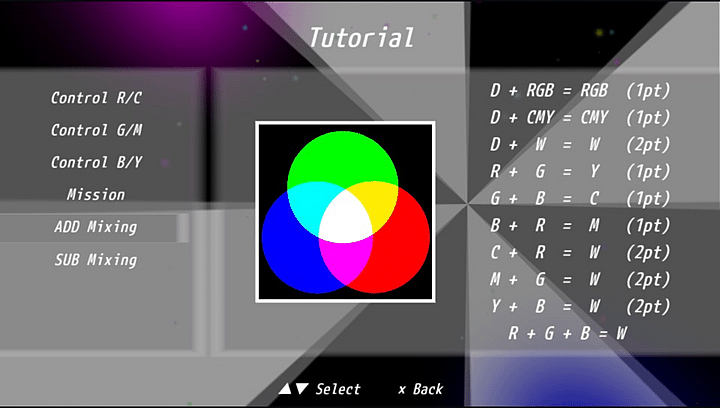 Tutorial
Control R/C
Control G/M
Control B/Y
Mission
ADD Mixing
SUB Mixing
D + RGB = RGB (1pt)
D + CMY = CMY (1pt)
D + W = W (2pt)
R + G = Y (1pt)
G + B = C (1pt)
B + R = M (1pt)
C + R = W (2pt)
M + G = W (2pt)
Y + B = W (2pt)
R + G + B = W
▲▼ Select x Back